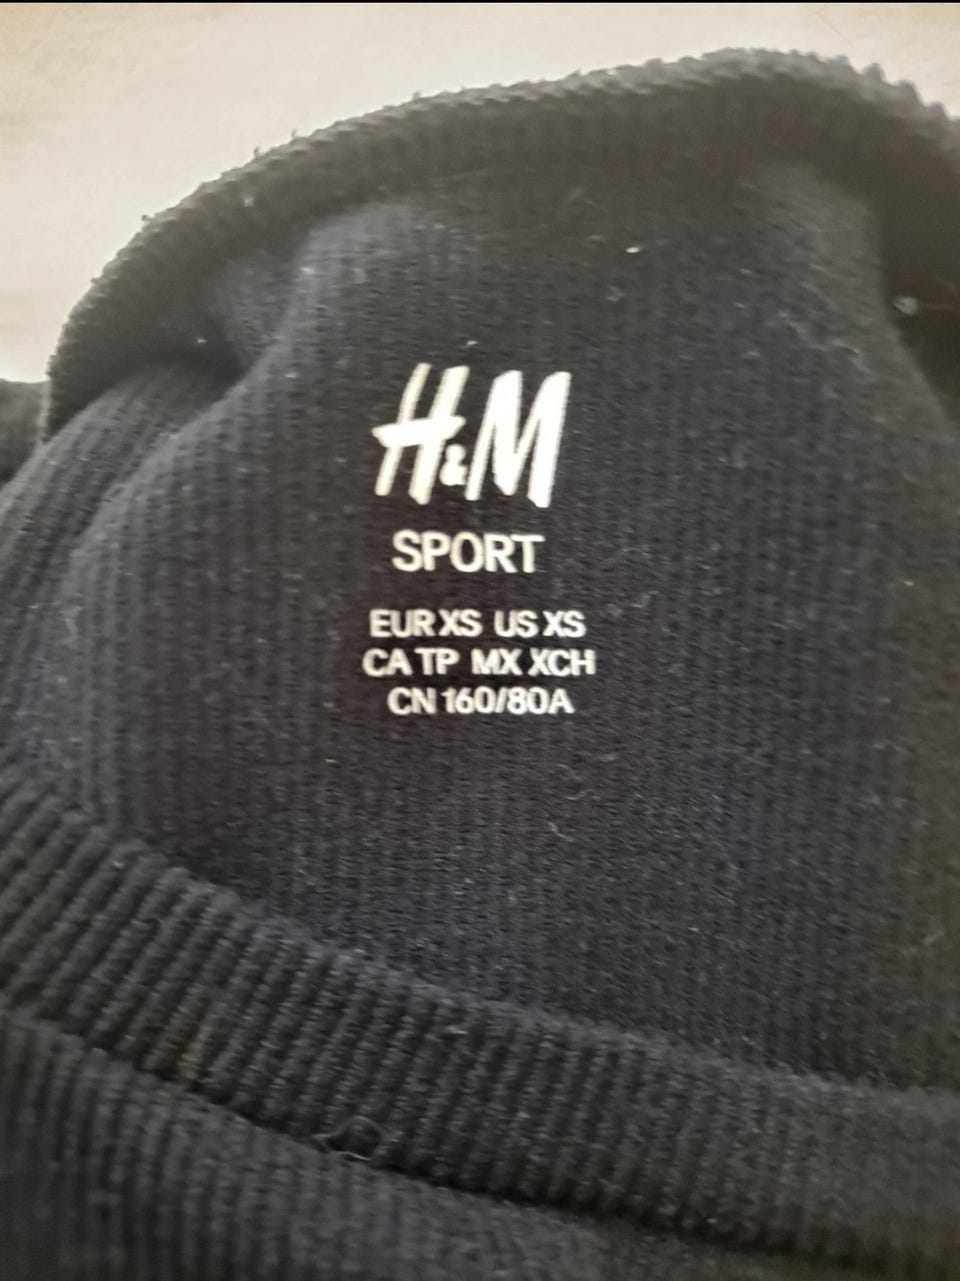 H&M
SPORT
EUR XS US XS
CA TP MX XCH
CN 160/80A